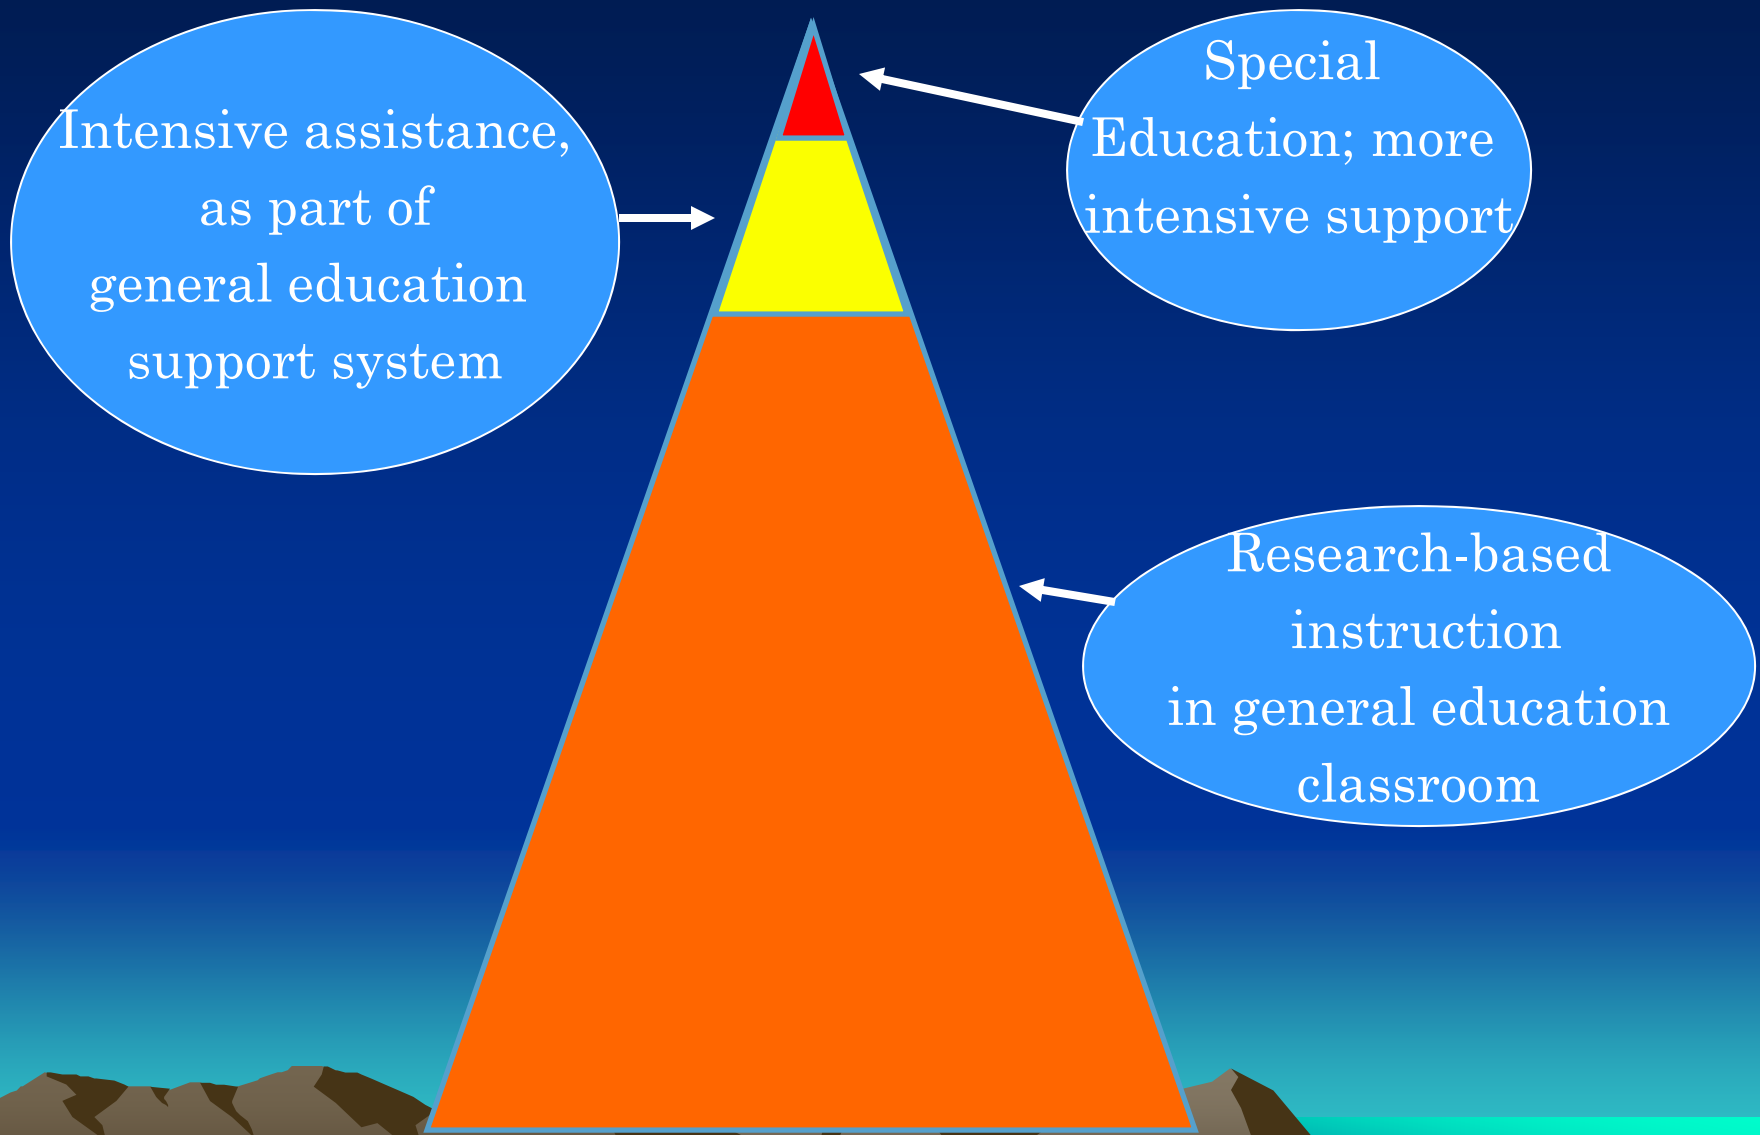 Intensive assistance,
as part of
general education
support system
Special
Education; more
intensive support
Research-based
instruction
in general education
classroom